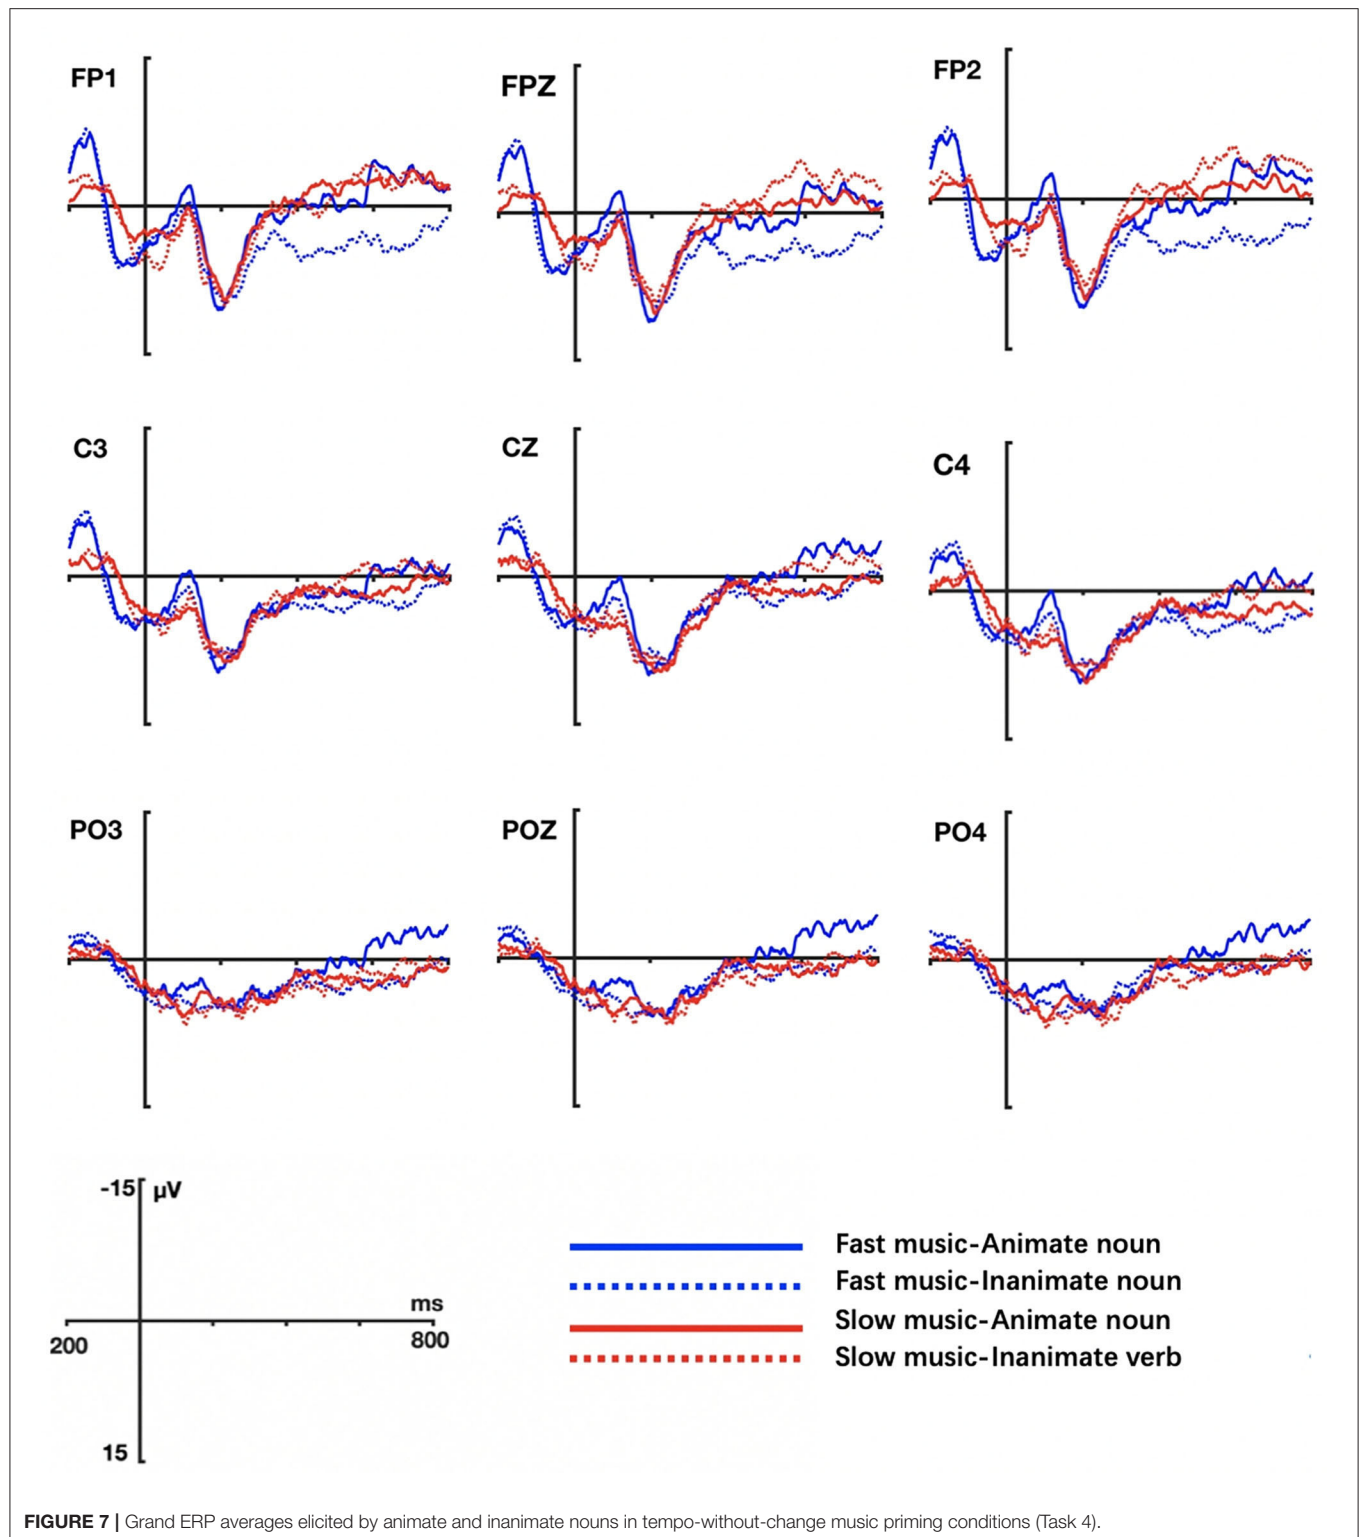 FP1
FPZ
FP2
C3
CZ
C4
PO3
POZ
PO4
-15 µV
ms
200
800
15
Fast music-Animate noun
Fast music-Inanimate noun
Slow music-Animate noun
Slow music-Inanimate verb
FIGURE 7 | Grand ERP averages elicited by animate and inanimate nouns in tempo-without-change music priming conditions (Task 4).